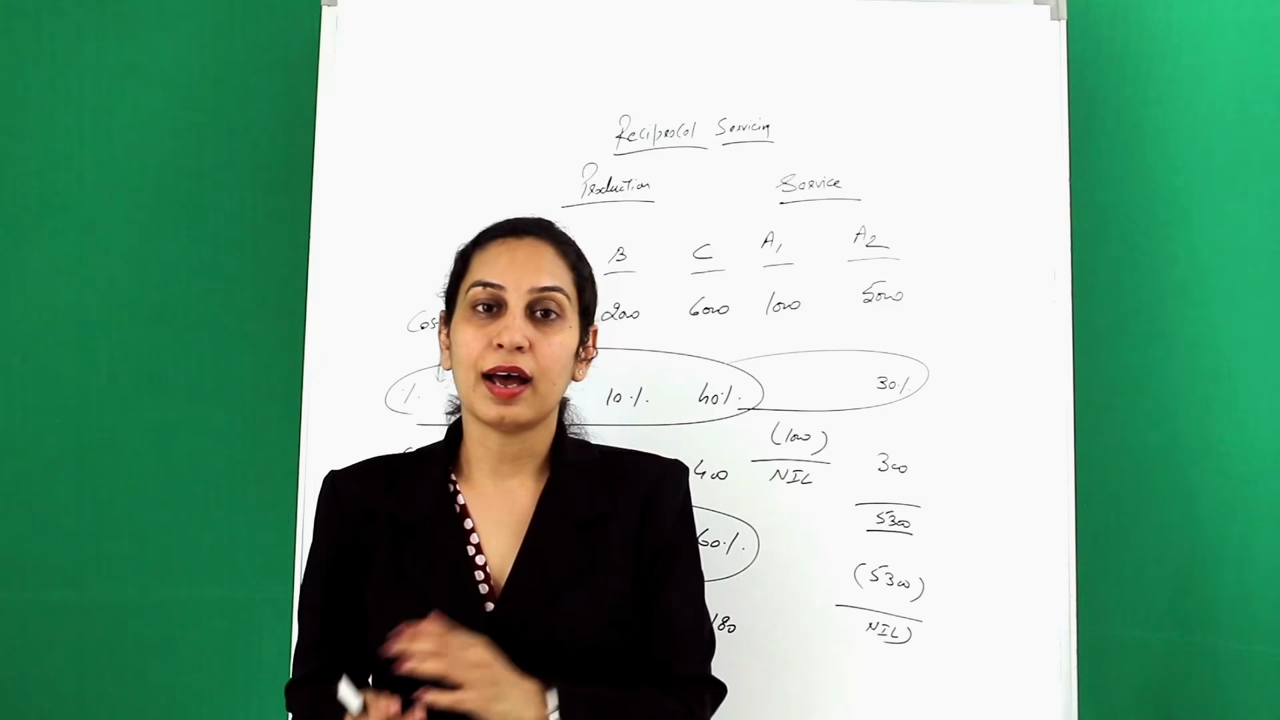 Reciprocal Servicing
Production Service
B C A1 A2
2000 6000 1000 5000
%. 10% 40% 30%
(1000)
400 NIL 300
5300
60%
(5300)
180 NIL)